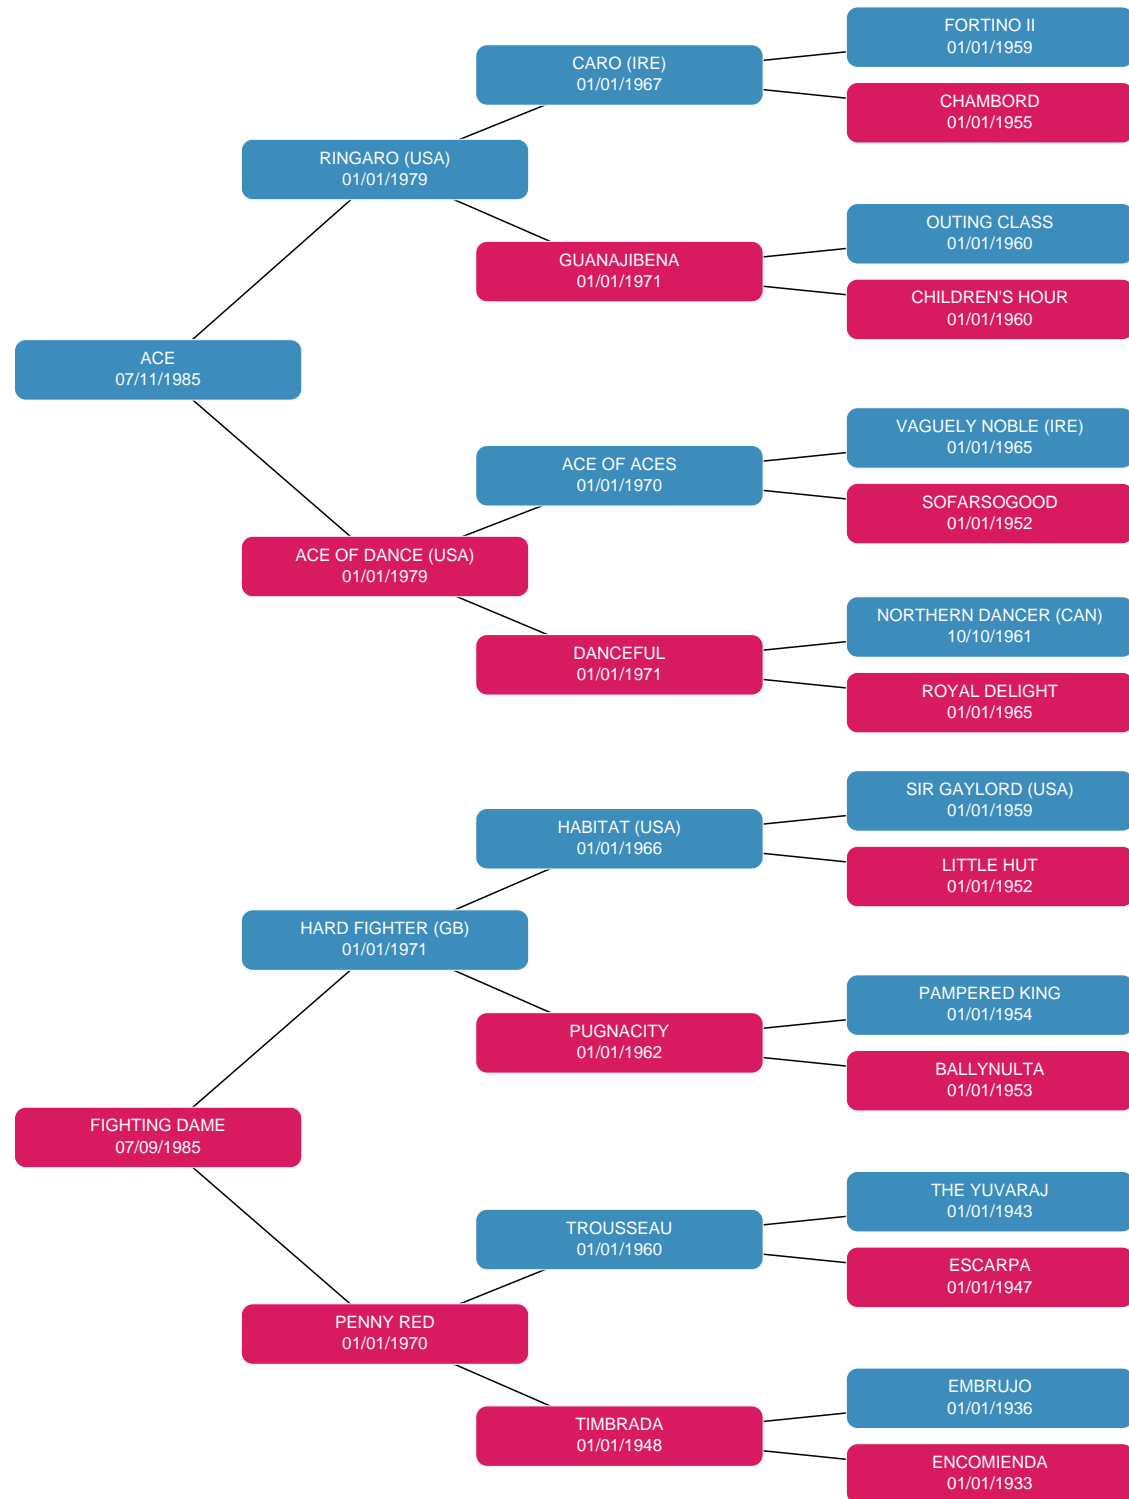 FORTINO II
01/01/1959
CARO (IRE)
01/01/1967
CHAMBORD
01/01/1955
RINGARO (USA)
01/01/1979
OUTING CLASS
01/01/1960
GUANAJIBENA
01/01/1971
CHILDREN'S HOUR
01/01/1960
ACE
07/11/1985
VAGUELY NOBLE (IRE)
01/01/1965
ACE OF ACES
01/01/1970
SOFARSOGOOD
01/01/1952
ACE OF DANCE (USA)
01/01/1979
NORTHERN DANCER (CAN)
10/10/1961
DANCEFUL
01/01/1971
ROYAL DELIGHT
01/01/1965
SIR GAYLORD (USA)
01/01/1959
HABITAT (USA)
01/01/1966
LITTLE HUT
01/01/1952
HARD FIGHTER (GB)
01/01/1971
PAMPERED KING
01/01/1954
PUGNACITY
01/01/1962
BALLYNULTA
01/01/1953
FIGHTING DAME
07/09/1985
THE YUVARAJ
01/01/1943
TROUSSEAU
01/01/1960
ESCARPA
01/01/1947
PENNY RED
01/01/1970
EMBRUJO
01/01/1936
TIMBRADA
01/01/1948
ENCOMIENDA
01/01/1933